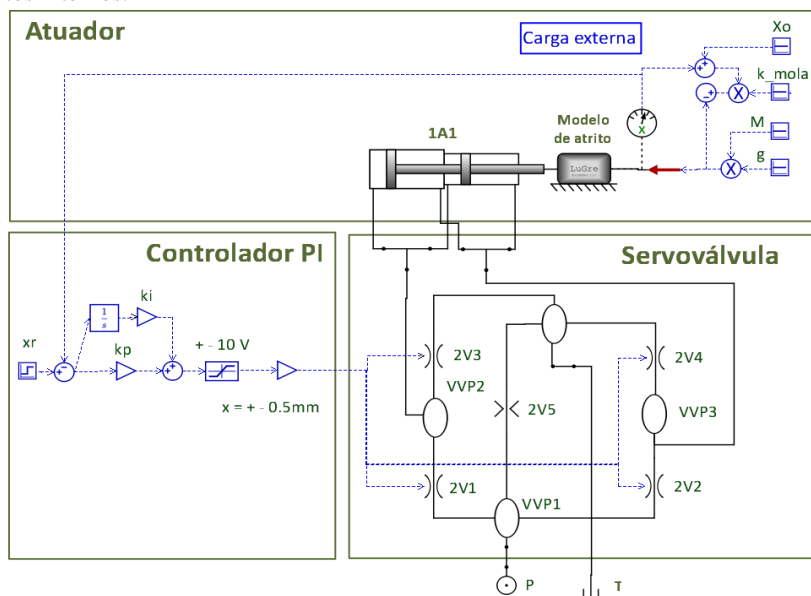 Atuador
Carga externa
Xo
k_mola
M
g
1A1
Modelo
de atrito
x
LuGre
Controlador PI
xr
1
s
ki
kp
+ - 10 V
x = + - 0.5mm
Servoválvula
2V3
VVP2
2V5
2V4
VVP3
2V1
VVP1
2V2
P
T